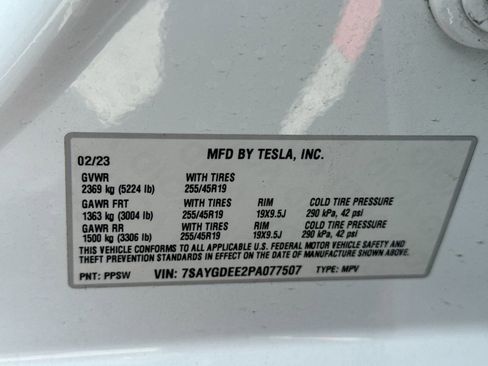 MFD BY TESLA, INC.
02/23
GVWR WITH TIRES
2369 kg (5224 lb) 255/45R19
GAWR FRT WITH TIRES RIM COLD TIRE PRESSURE
1363 kg (3004 lb) 255/45R19 19X9.5J 290 kPa, 42 psi
GAWR RR WITH TIRES RIM COLD TIRE PRESSURE
1500 kg (3306 lb) 255/45R19 19X9.5J 290 kPa, 42 psi
THIS VEHICLE CONFORMS TO ALL APPLICABLE U.S. FEDERAL MOTOR VEHICLE SAFETY AND
THEFT PREVENTION STANDARDS IN EFFECT ON THE DATE OF MANUFACTURE SHOWN ABOVE.
PNT: PPSW VIN: 7SAYGDEE2PA077507 TYPE: MPV